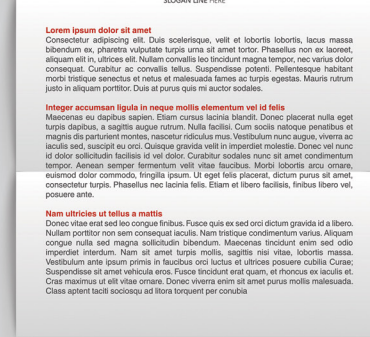 SLOGAN LINE HERE
Lorem ipsum dolor sit amet
Consectetur adipiscing elit. Duis scelerisque, velit et lobortis lobortis, lacus massa
bibendum ex, pharetra vulputate turpis urna sit amet tortor. Phasellus non ex laoreet,
aliquam elit in, ultrices elit. Nullam convallis leo tincidunt magna tempor, nec varius dolor
consequat. Curabitur ac convallis tellus. Suspendisse potenti. Pellentesque habitant
morbi tristique senectus et netus et malesuada fames ac turpis egestas. Mauris rutrum
justo in aliquam porttitor. Duis at purus quis mi auctor sodales.
Integer accumsan ligula in neque mollis elementum vel id felis
Maecenas eu dapibus sapien. Etiam cursus lacinia blandit. Donec placerat nulla eget
turpis dapibus, a sagittis augue rutrum. Nulla facilisi. Cum sociis natoque penatibus et
magnis dis parturient montes, nascetur ridiculus mus. Vestibulum nunc augue, viverra ac
iaculis sed, suscipit eu orci. Quisque gravida velit in imperdiet molestie. Donec vel nunc
id dolor sollicitudin facilisis id vel dolor. Curabitur sodales nunc sit amet condimentum
tempor. Aenean semper fermentum velit vitae faucibus. Morbi lobortis arcu ornare,
euismod dolor commodo, fringilla ipsum. Ut eget felis placerat, dictum purus sit amet,
consectetur turpis. Phasellus nec lacinia felis. Etiam et libero facilisis, finibus libero vel,
posuere ante.
Nam ultricies ut tellus a mattis
Donec vitae erat sed leo congue finibus. Fusce quis ex sed orci dictum gravida id a libero.
Nullam porttitor non sem consequat iaculis. Nam tristique condimentum varius. Aliquam
congue nulla sed magna sollicitudin bibendum. Maecenas tincidunt enim sed odio
imperdiet interdum. Nam sit amet turpis mollis, sagittis nisi vitae, lobortis massa.
Vestibulum ante ipsum primis in faucibus orci luctus et ultrices posuere cubilia Curae;
Suspendisse sit amet vehicula eros. Fusce tincidunt erat quam, et rhoncus ex iaculis et.
Cras maximus ut elit vitae ornare. Donec viverra enim sit amet purus mollis malesuada.
Class aptent taciti sociosqu ad litora torquent per conubia